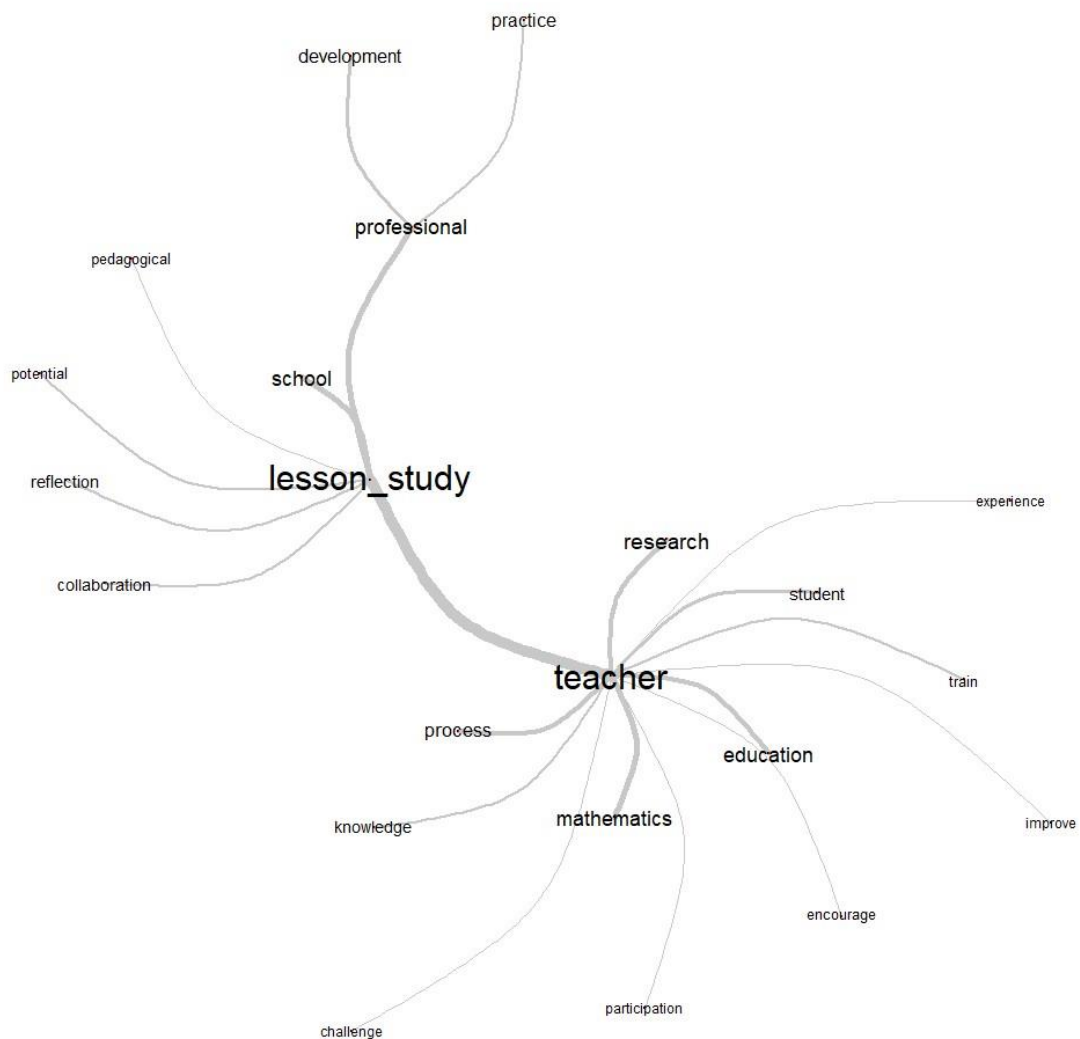 practice
development
professional
pedagogical
school
potential
lesson_study
reflection
experience
research
collaboration
student
teacher
train
process
education
mathematics
improve
knowledge
encourage
participation
challenge